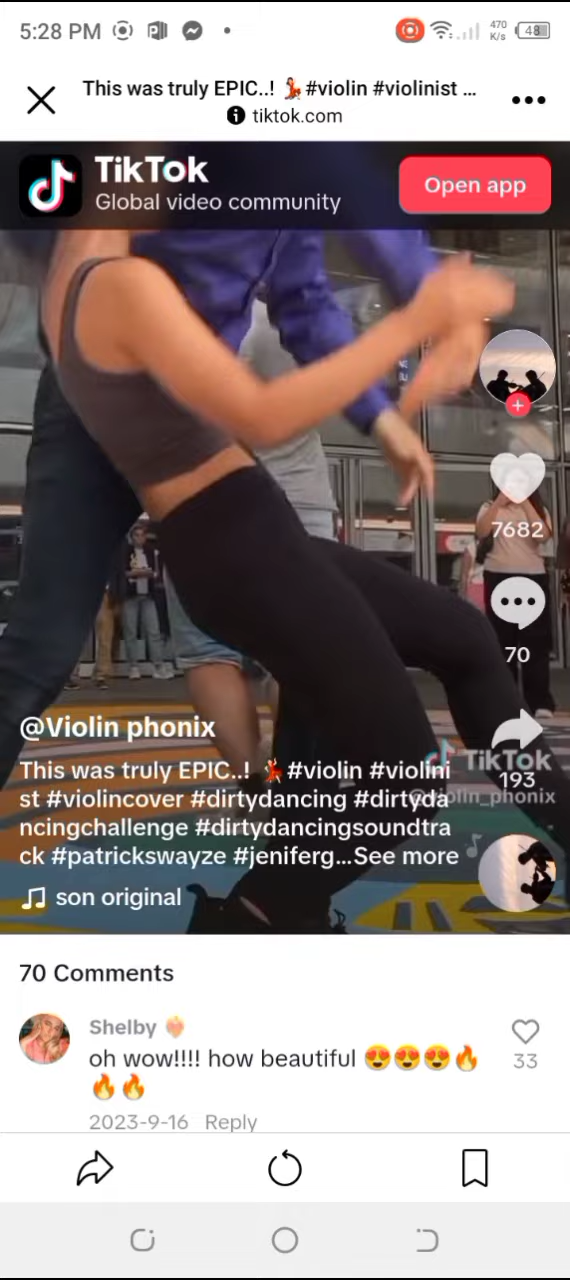 5:28 PM
470
K/s
48
This was truly EPIC..! 💃#violin #violinist ...
tiktok.com
TikTok
Global video community
Open app
7682
70
193
@Violin phonix
This was truly EPIC..! 💃#violin #violini
st #violincover #dirtydancing #dirtyda
ncingchallenge #dirtydancingsoundtra
ck #patrickswayze #jeniferg...See more
TikTok
son original
70 Comments
Shelby ❤️‍🔥
oh wow!!!! how beautiful 😍😍😍🔥
🔥🔥
33
2023-9-16 Reply